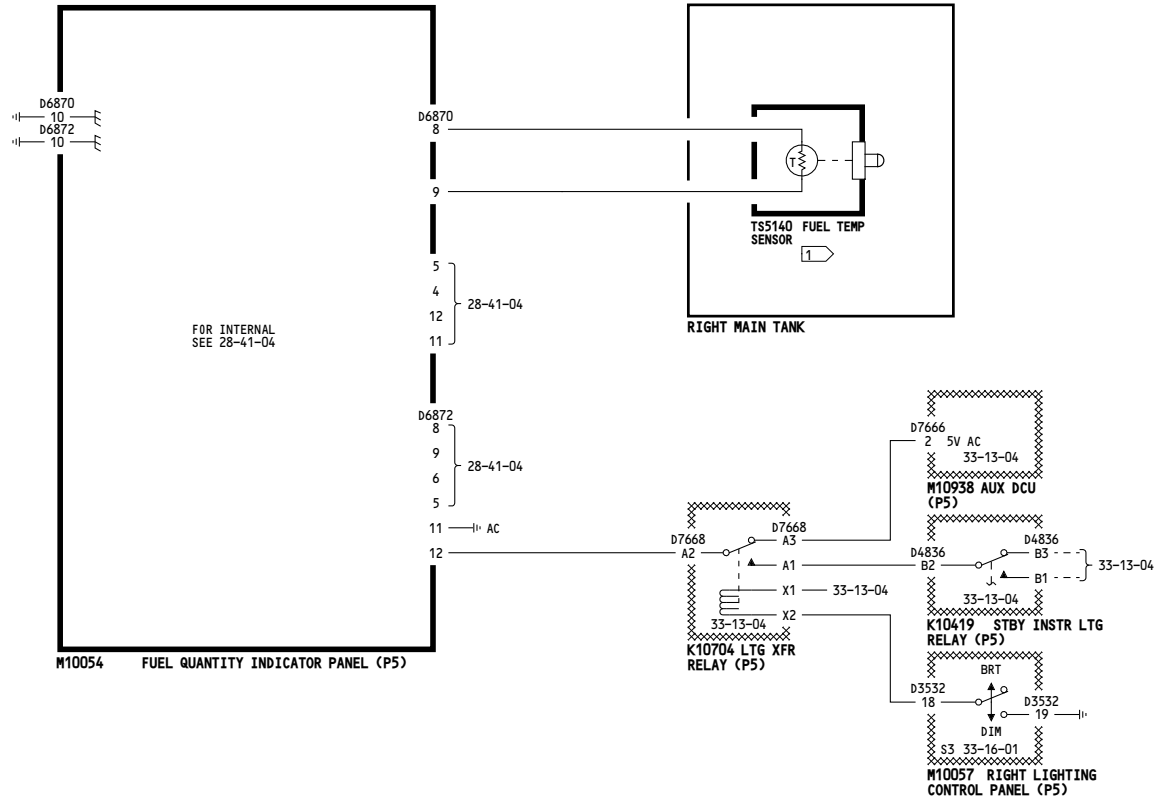 D6870
10
D6872
10
D6870
8
9
5
4
12
11
28-41-04
FOR INTERNAL
SEE 28-41-04
D6872
8
9
6
5
28-41-04
11
AC
12
M10054 FUEL QUANTITY INDICATOR PANEL (P5)
T
TS5140 FUEL TEMP
SENSOR
1
RIGHT MAIN TANK
D7666
2 5V AC
33-13-04
M10938 AUX DCU
(P5)
D7668
A2
D7668
A3
A1
X1
33-13-04
X2
33-13-04
K10704 LTG XFR
RELAY (P5)
D4836
B2
D4836
B3
B1
33-13-04
33-13-04
K10419 STBY INSTR LTG
RELAY (P5)
BRT
D3532
18
D3532
19
DIM
S3 33-16-01
M10057 RIGHT LIGHTING
CONTROL PANEL (P5)